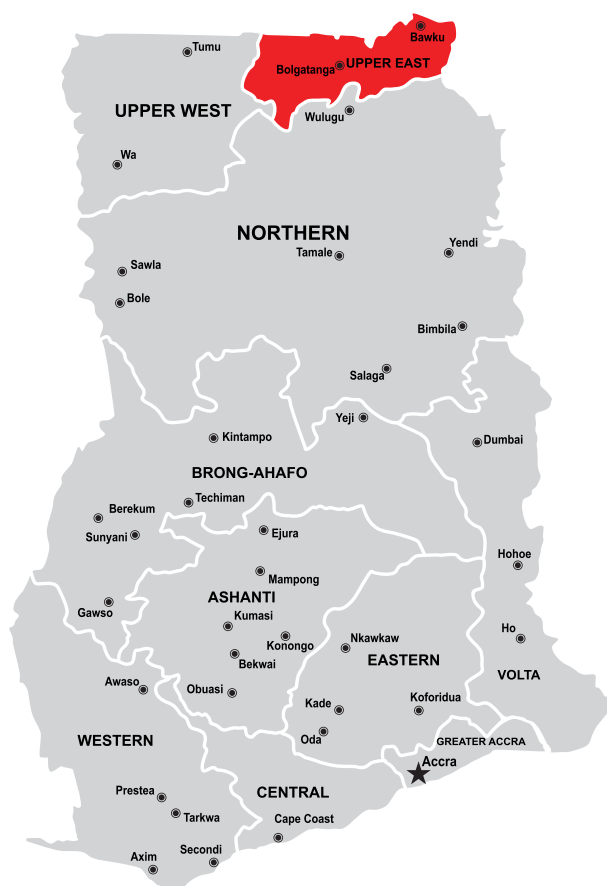 Bawku
Tumu
Bolgatanga
UPPER EAST
UPPER WEST
Wulugu
Wa
NORTHERN
Yendi
Tamale
Sawla
Bole
Bimbila
Salaga
Yeji
Kintampo
Dumbai
BRONG-AHAFO
Techiman
Berekum
Sunyani
Ejura
Hohoe
Mampong
ASHANTI
Gawso
Kumasi
Ho
Konongo
Nkawkaw
Bekwai
EASTERN
VOLTA
Awaso
Obuasi
Kade
Koforidua
Oda
WESTERN
GREATER ACCRA
Accra
Prestea
CENTRAL
Tarkwa
Cape Coast
Secondi
Axim